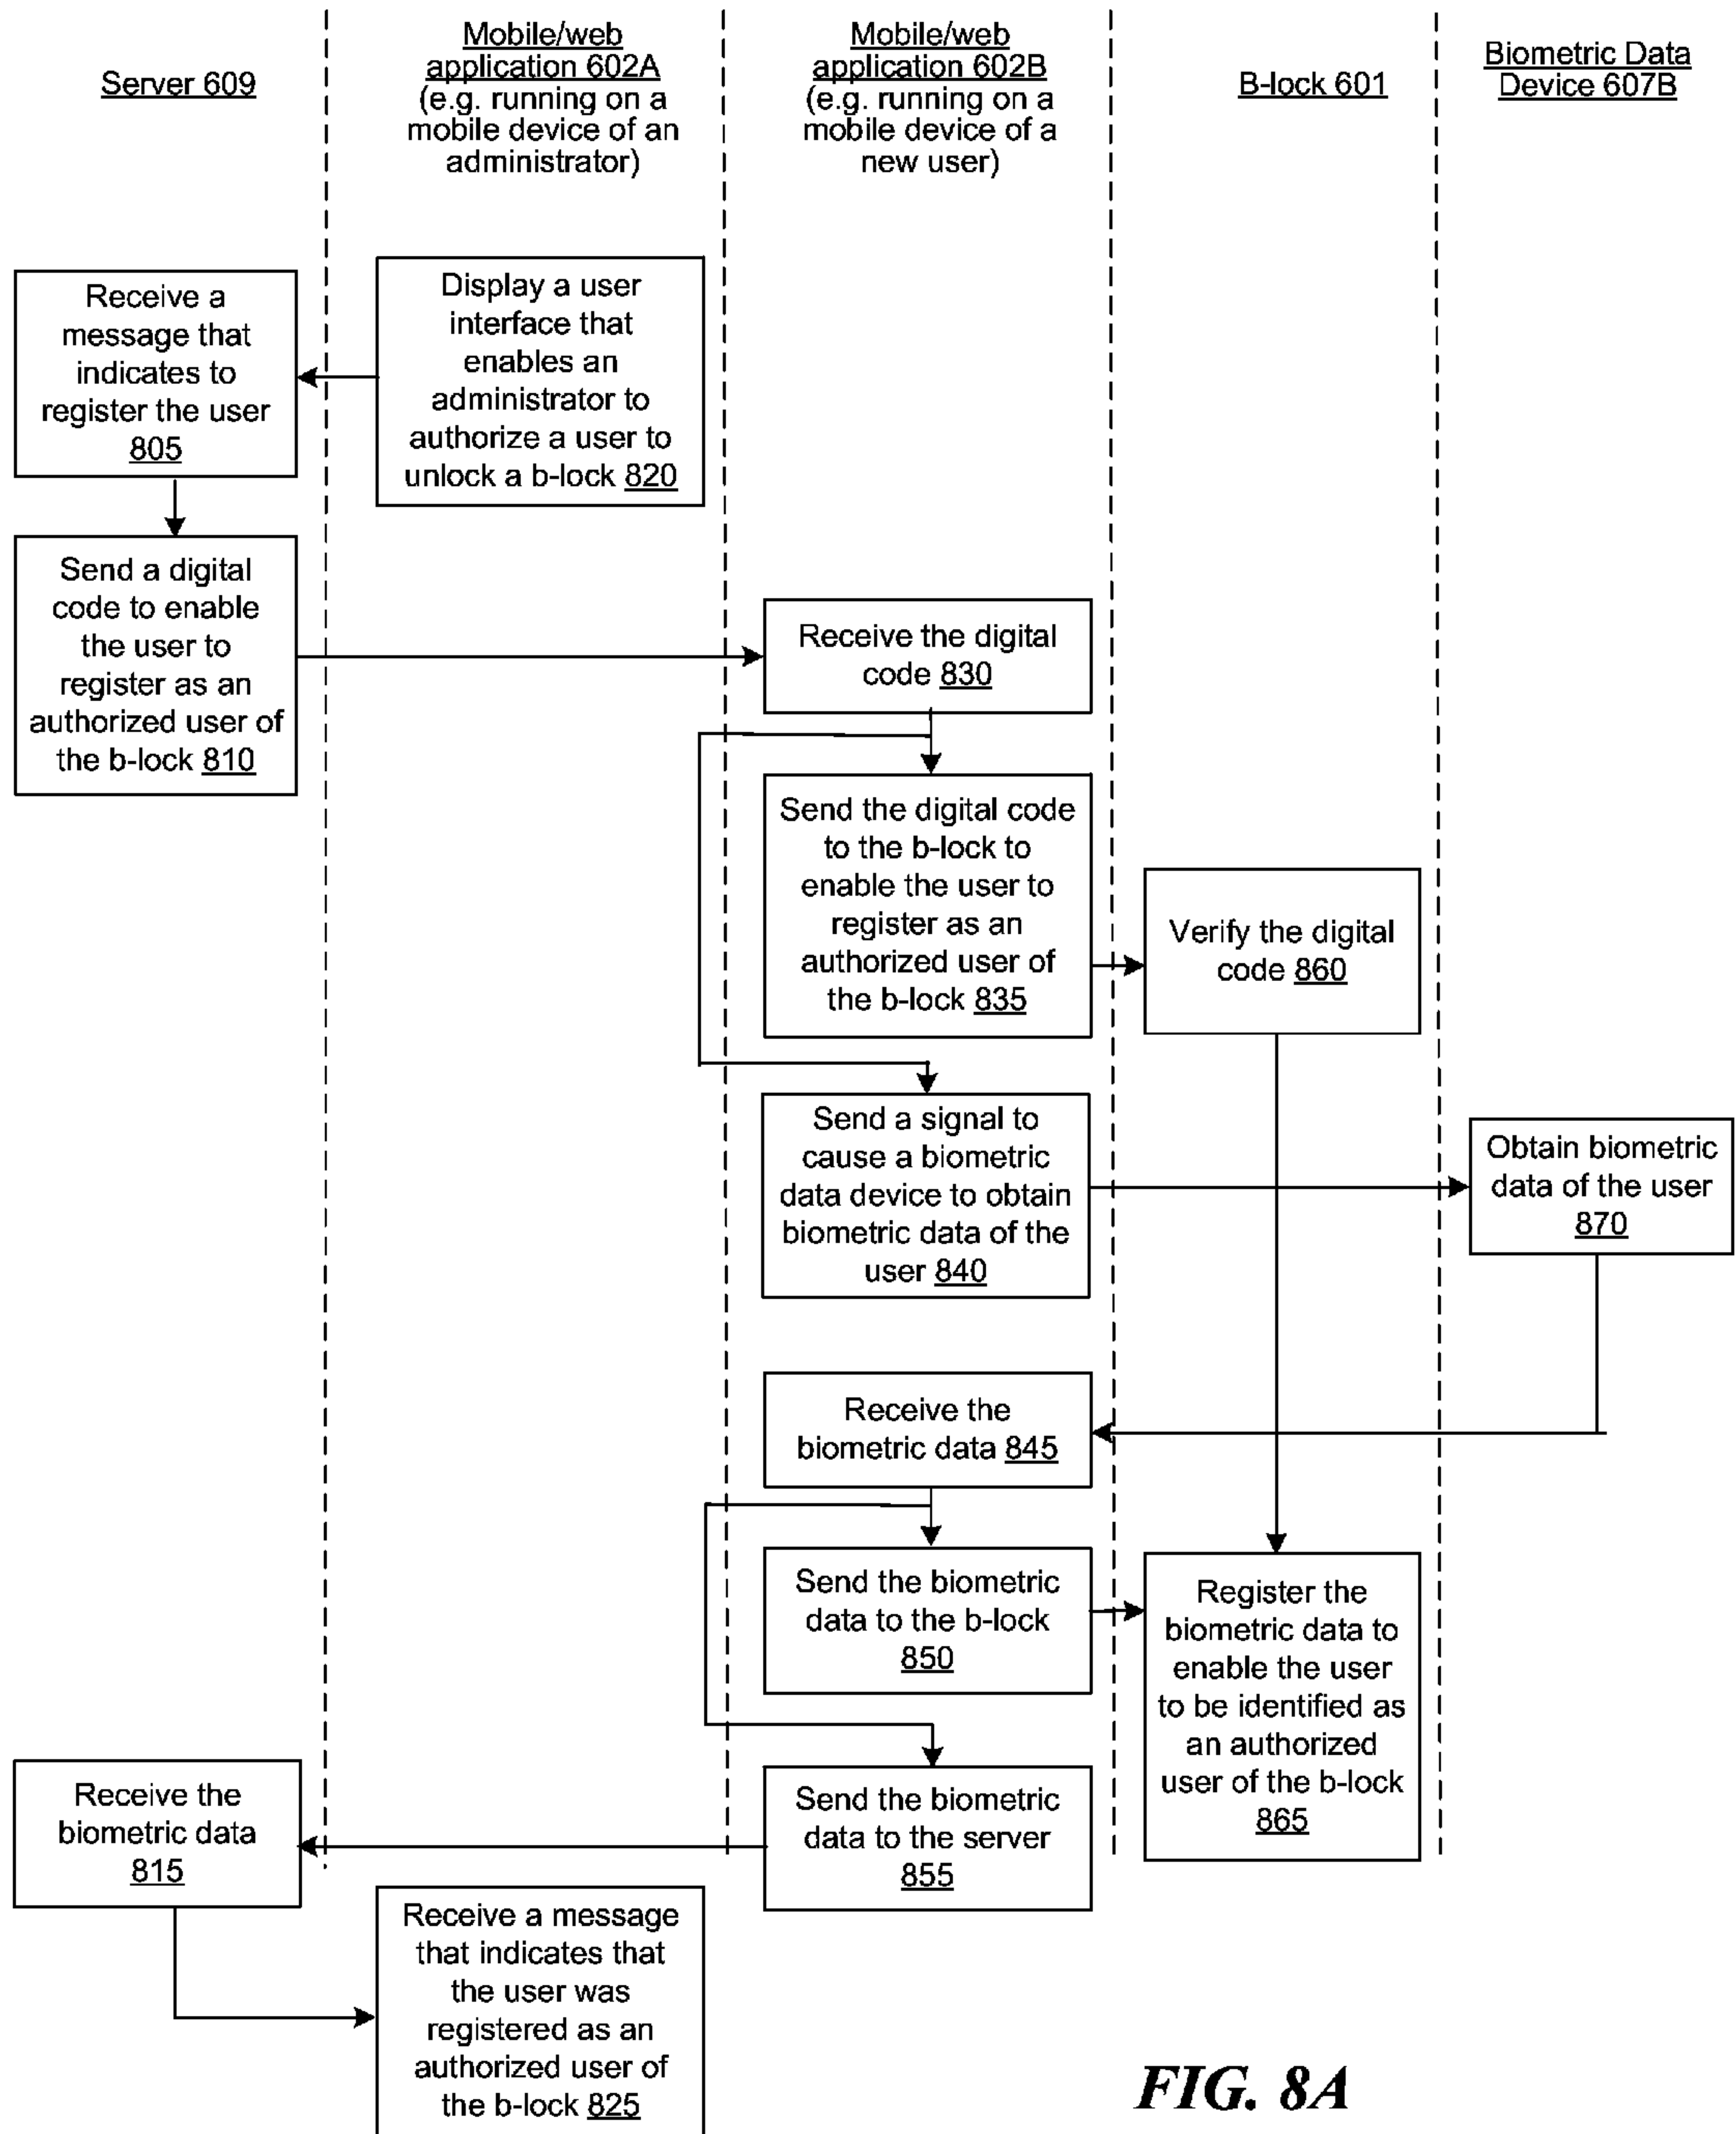 Server 609
Mobile/web
application 602A
(e.g. running on a
mobile device of an
administrator)
Mobile/web
application 602B
(e.g. running on a
mobile device of a
new user)
B-lock 601
Biometric Data
Device 607B
Receive a
message that
indicates to
register the user
805
Display a user
interface that
enables an
administrator to
authorize a user to
unlock a b-lock 820
Send a digital
code to enable
the user to
register as an
authorized user of
the b-lock 810
Receive the digital
code 830
Send the digital code
to the b-lock to
enable the user to
register as an
authorized user of
the b-lock 835
Verify the digital
code 860
Send a signal to
cause a biometric
data device to obtain
biometric data of the
user 840
Obtain biometric
data of the user
870
Receive the
biometric data 845
Send the biometric
data to the b-lock
850
Register the
biometric data to
enable the user
to be identified as
an authorized
user of the b-lock
865
Receive the
biometric data
815
Send the biometric
data to the server
855
Receive a message
that indicates that
the user was
registered as an
authorized user of
the b-lock 825
FIG. 8A